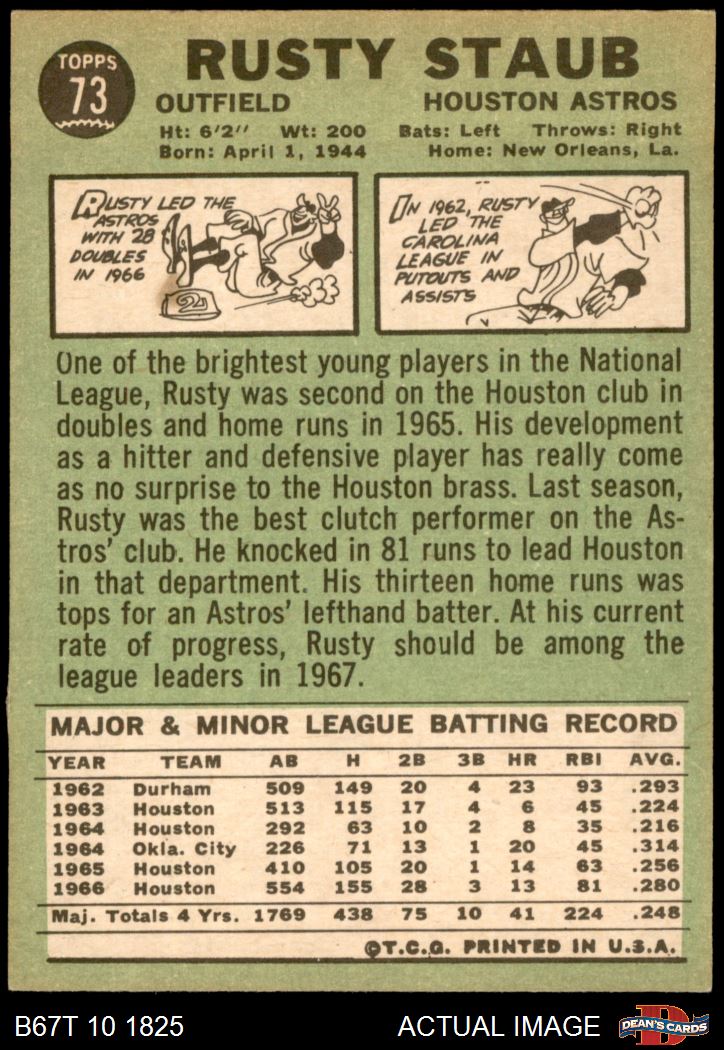 TOPPS
73
RUSTY STAUB
OUTFIELD HOUSTON ASTROS
Ht: 6'2" Wt: 200 Bats: Left Throws: Right
Born: April 1, 1944 Home: New Orleans, La.
RUSTY LED THE
ASTROS
WITH 28
DOUBLES
IN 1966
2
IN 1962, RUSTY
LED THE
CAROLINA
LEAGUE IN
PUTOUTS AND
ASSISTS
One of the brightest young players in the National
League, Rusty was second on the Houston club in
doubles and home runs in 1965. His development
as a hitter and defensive player has really come
as no surprise to the Houston brass. Last season,
Rusty was the best clutch performer on the As-
tros' club. He knocked in 81 runs to lead Houston
in that department. His thirteen home runs was
tops for an Astros' lefthand batter. At his current
rate of progress, Rusty should be among the
league leaders in 1967.
MAJOR & MINOR LEAGUE BATTING RECORD
YEAR TEAM AB H 2B 3B HR RBI AVG.
1962 Durham 509 149 20 4 23 93 .293
1963 Houston 513 115 17 4 6 45 .224
1964 Houston 292 63 10 2 8 35 .216
1964 Okla. City 226 71 13 1 20 45 .314
1965 Houston 410 105 20 1 14 63 .256
1966 Houston 554 155 28 3 13 81 .280
Maj. Totals 4 Yrs. 1769 438 75 10 41 224 .248
©T.C.G. PRINTED IN U.S.A.
B67T 10 1825 ACTUAL IMAGE
D
DEAN'S CARDS